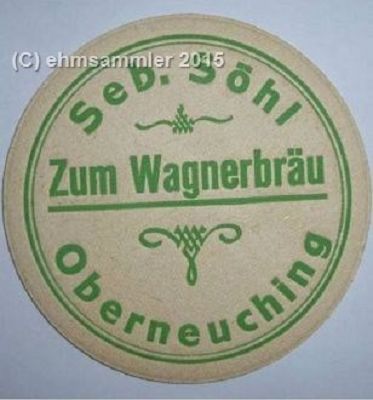 (C) ehmsammler 2015
Seb. Söhl
Zum Wagnerbräu
Oberneuching